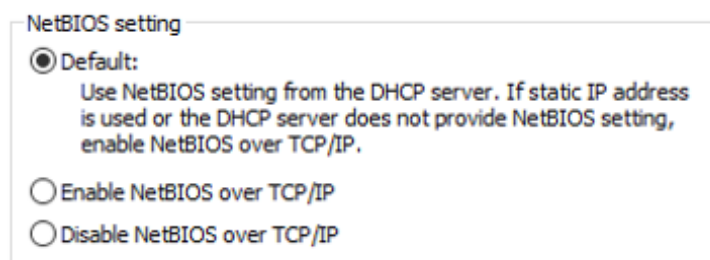 NetBIOS setting
Default:
Use NetBIOS setting from the DHCP server. If static IP address
is used or the DHCP server does not provide NetBIOS setting,
enable NetBIOS over TCP/IP.
Enable NetBIOS over TCP/IP
Disable NetBIOS over TCP/IP